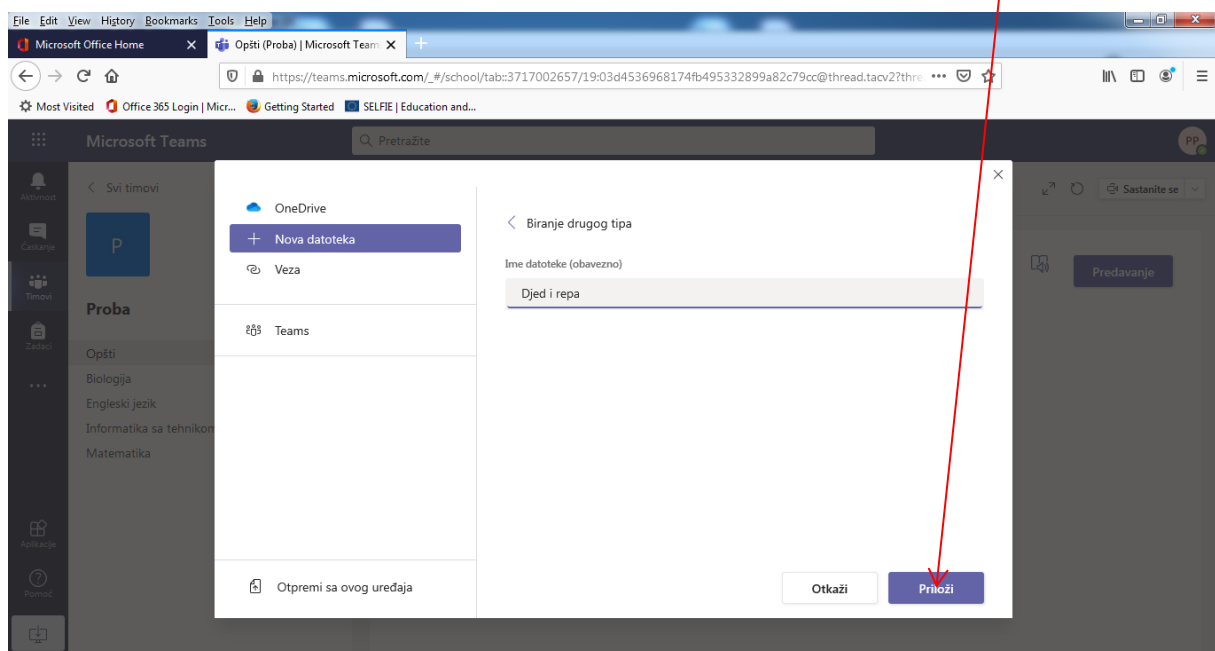 File Edit View History Bookmarks Tools Help
Microsoft Office Home
Opšti (Proba) | Microsoft Team
https://teams.microsoft.com/_#/school/tab::3717002657/19:03d4536968174fb495332899a82c79cc@thread.tacv2?thre
Most Visited Office 365 Login | Micr... Getting Started SELFIE | Education and...
Microsoft Teams
Pretražite
PP
Aktivnost
Svi timovi
Sastanite se
Ćaskanje
P
Timovi
Proba
Zadaci
Opšti
Biologija
Engleski jezik
Informatika sa tehnikom
Matematika
Aplikacije
Pomoć
OneDrive
Nova datoteka
Veza
Teams
Otpremi sa ovog uređaja
Biranje drugog tipa
Ime datoteke (obavezno)
Djed i repa
Otkaži
Priloži
Predavanje